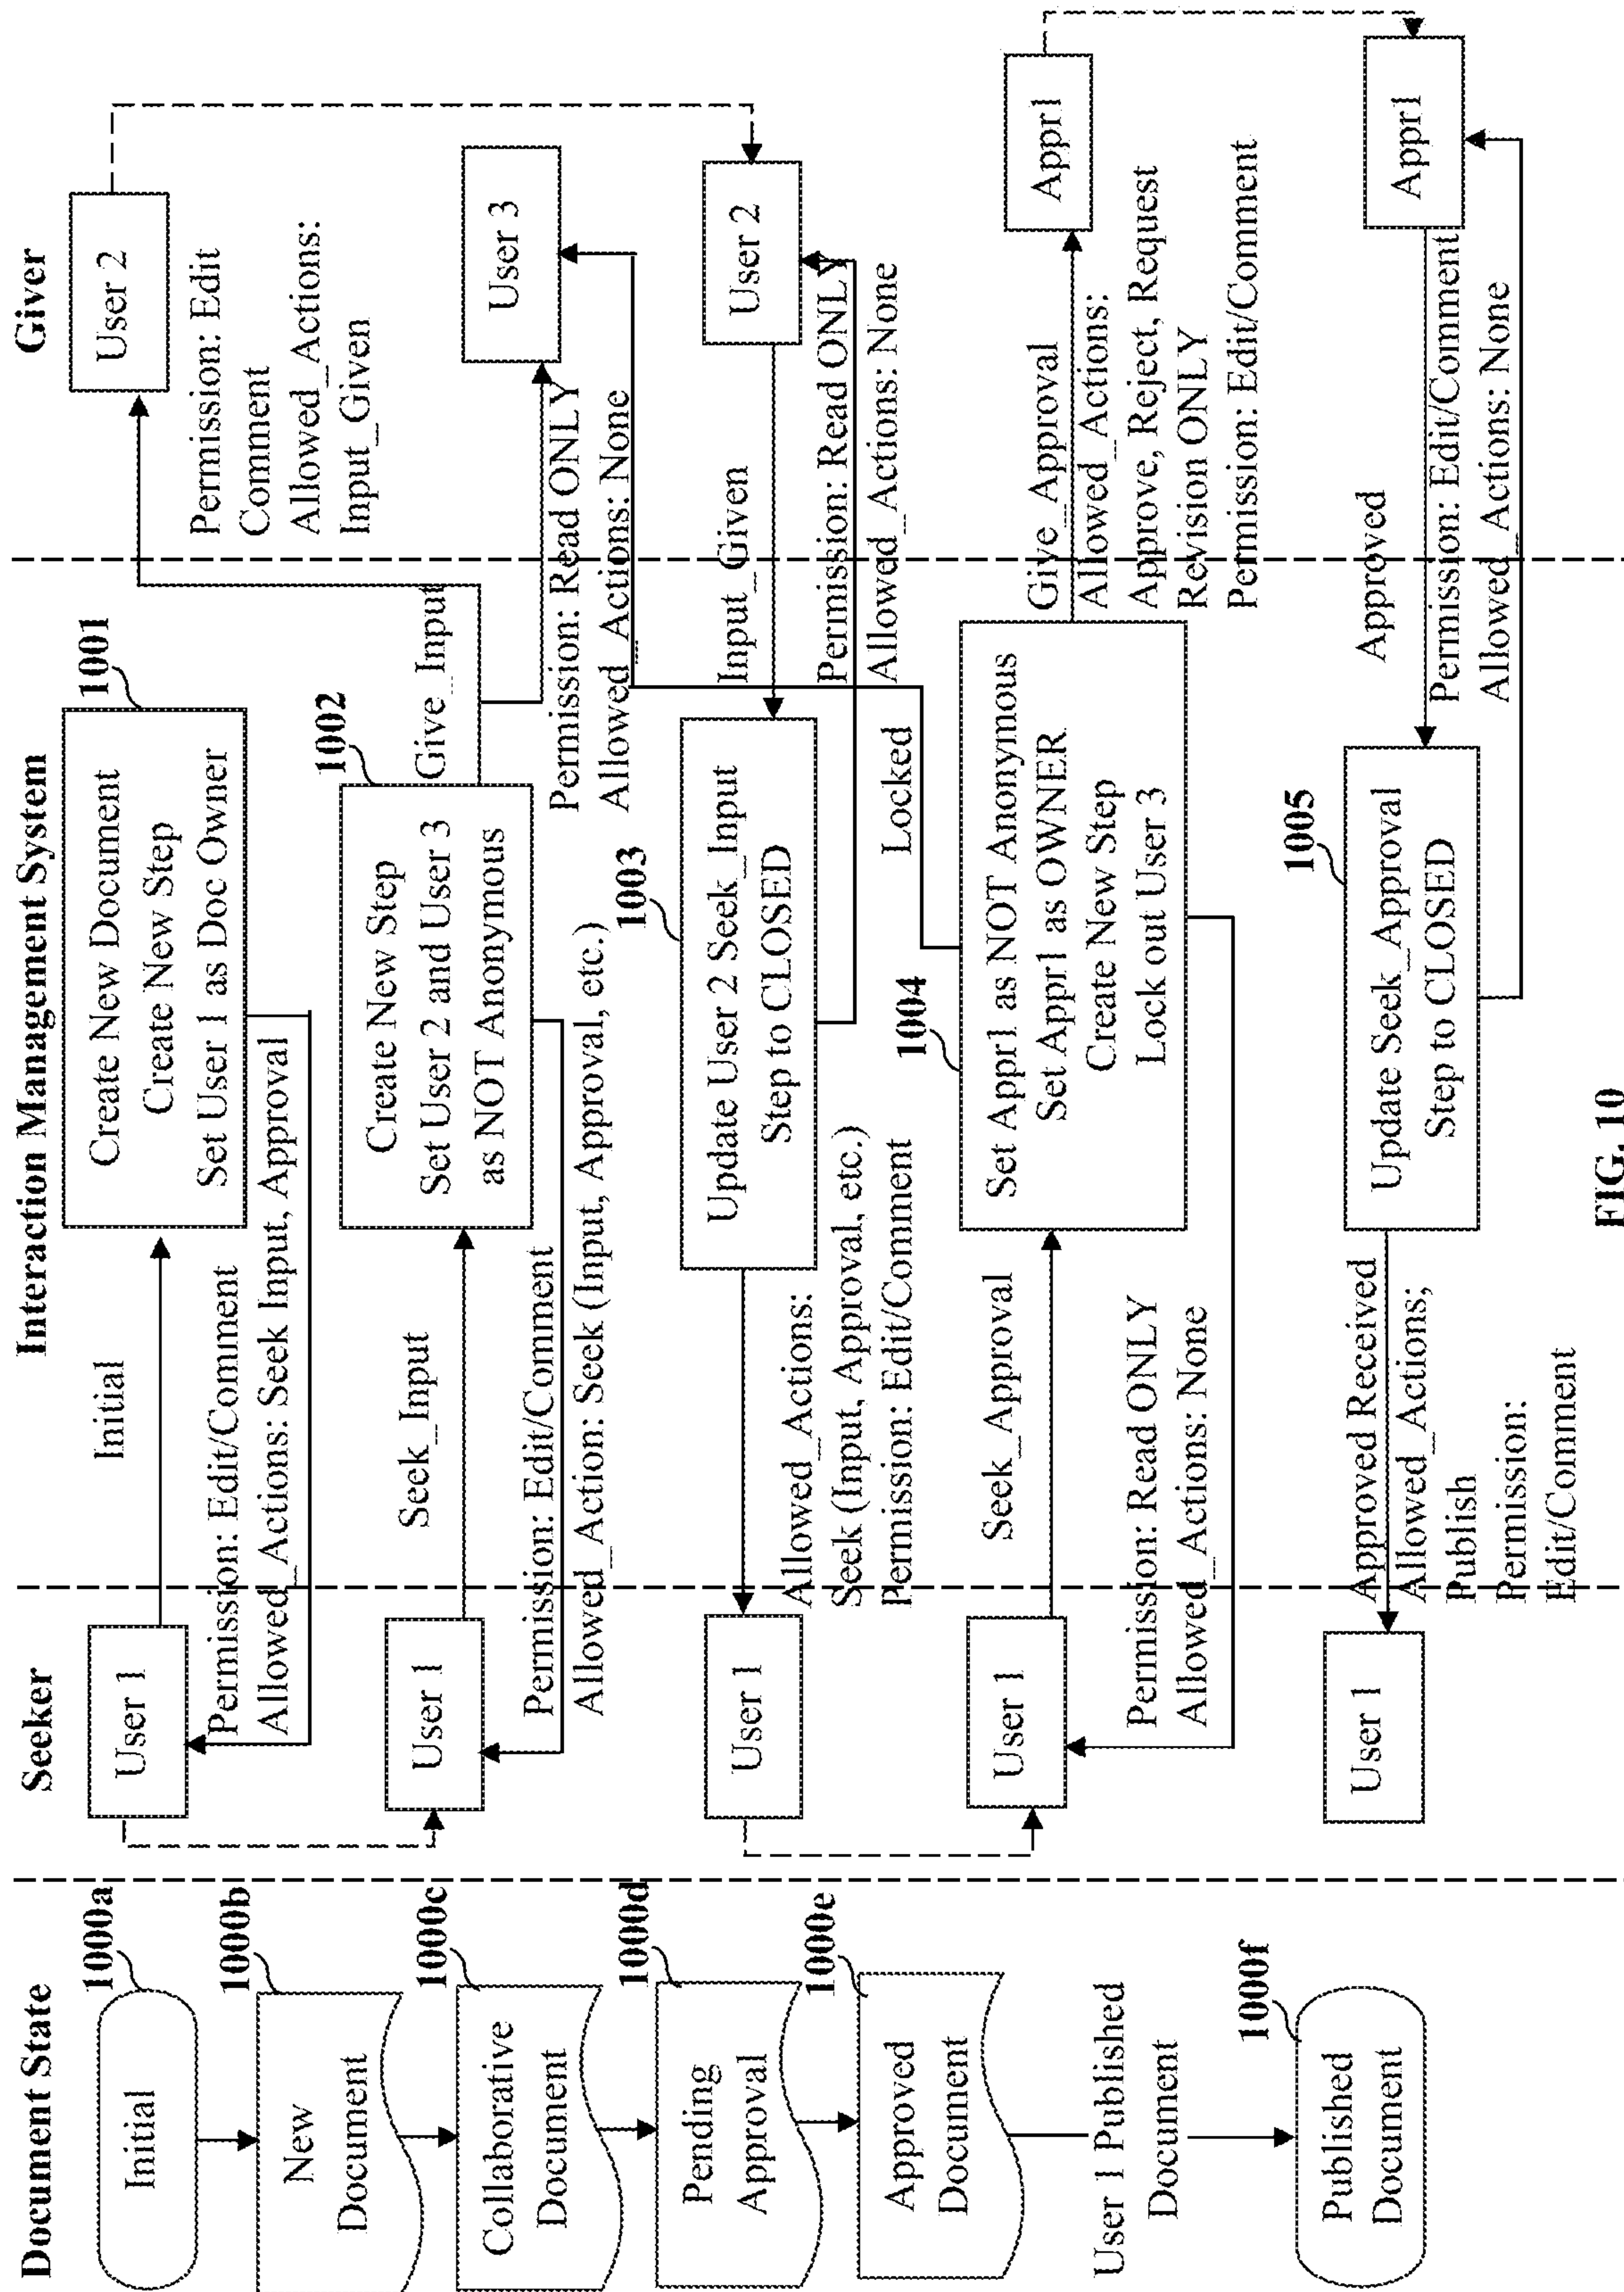 Document State
Initial
1000a
New
Document
1000b
Collaborative
Document
1000c
Pending
Approval
1000d
Approved
Document
1000e
User 1 Published
Document
Published
Document
1000f
Seeker
User 1
User 1
User 1
User 1
User 1
Interaction Management System
Initial
Permission: Edit/Comment
Allowed_Actions: Seek Input, Approval
1001
Create New Document
Create New Step
Set User 1 as Doc Owner
Seek_Input
Permission: Edit/Comment
Allowed_Action: Seek (Input, Approval, etc.)
1002
Create New Step
Set User 2 and User 3
as NOT Anonymous
Give_Input
Permission: Read ONLY
Allowed_Actions: None
1003
Update User 2 Seek_Input
Step to CLOSED
Input_Given
Permission: Read ONLY
Allowed_Actions: None
Allowed_Actions:
Seek (Input, Approval, etc.)
Permission: Edit/Comment
Locked
Seek_Approval
Permission: Read ONLY
Allowed_Actions: None
1004
Set Appr1 as NOT Anonymous
Set Appr1 as OWNER
Create New Step
Lock out User 3
Give_Approval
Allowed_Actions:
Approve, Reject, Request
Revision ONLY
Permission: Edit/Comment
1005
Update Seek_Approval
Step to CLOSED
Approved
Permission: Edit/Comment
Allowed_Actions: None
Approved Received
Allowed_Actions;
Publish
Permission:
Edit/Comment
Giver
User 2
Permission: Edit
Comment
Allowed_Actions:
Input_Given
User 3
User 2
Appr1
Appr1
FIG. 10